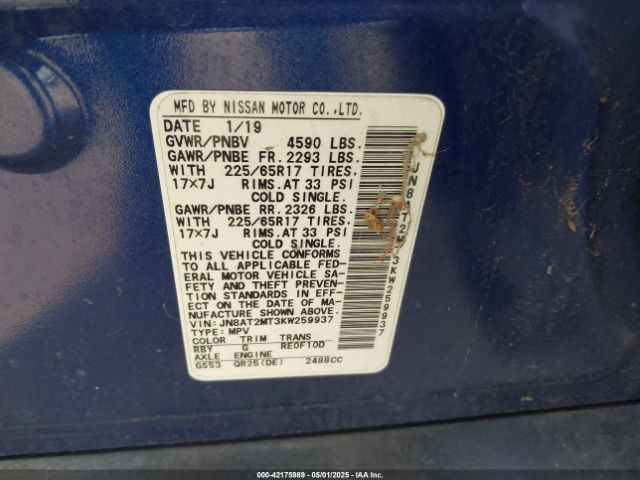 MFD BY NISSAN MOTOR CO.,LTD.
DATE 1/19
GVWR/PNBV 4590 LBS.
GAWR/PNBE FR. 2293 LBS.
WITH 225/65R17 TIRES.
17×7J RIMS. AT 33 PSI
COLD SINGLE.
GAWR/PNBE RR. 2326 LBS.
WITH 225/65R17 TIRES.
17×7J RIMS. AT 33 PSI
COLD SINGLE.
THIS VEHICLE CONFORMS
TO ALL APPLICABLE FED-
ERAL MOTOR VEHICLE SA-
FETY AND THEFT PREVEN-
TION STANDARDS IN EFF-
ECT ON THE DATE OF MA-
NUFACTURE SHOWN ABOVE.
VIN: JN8AT2MT3KW259937
TYPE: MPV
COLOR TRIM TRANS
RBY G RE0F10D
AXLE ENGINE
GS53 QR25(DE) 2488CC
000-42175989 - 05/01/2025 - IAAI.COM